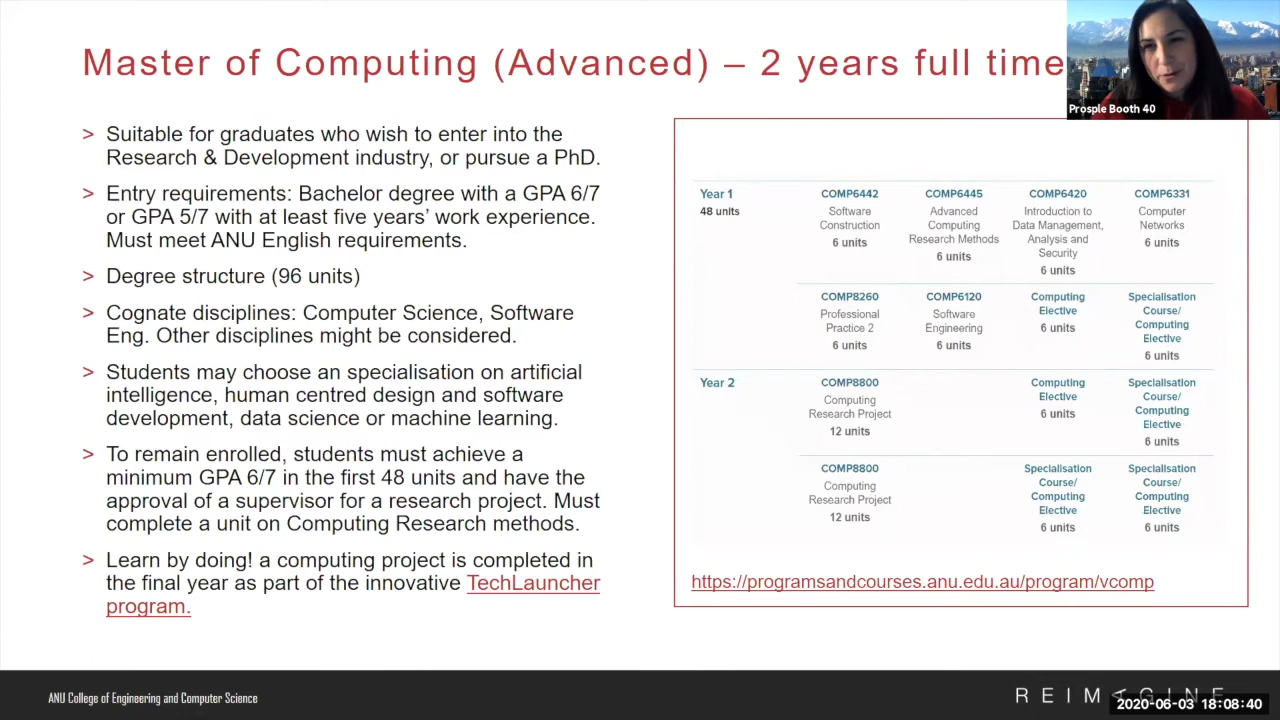 Master of Computing (Advanced) – 2 years full time
Prosple Booth 40
> Suitable for graduates who wish to enter into the
Research & Development industry, or pursue a PhD.
> Entry requirements: Bachelor degree with a GPA 6/7
or GPA 5/7 with at least five years' work experience.
Must meet ANU English requirements.
> Degree structure (96 units)
> Cognate disciplines: Computer Science, Software
Eng. Other disciplines might be considered.
> Students may choose an specialisation on artificial
intelligence, human centred design and software
development, data science or machine learning.
> To remain enrolled, students must achieve a
minimum GPA 6/7 in the first 48 units and have the
approval of a supervisor for a research project. Must
complete a unit on Computing Research methods.
> Learn by doing! a computing project is completed in
the final year as part of the innovative TechLauncher
program.
Year 1 COMP6442 COMP6445 COMP6420 COMP6331
48 units Software Advanced Introduction to Computer
Construction Computing Data Management, Networks
6 units Research Methods Analysis and 6 units
6 units Security
6 units
COMP8260 COMP6120 Computing Specialisation
Professional Software Elective Course/
Practice 2 Engineering 6 units Computing
6 units 6 units Elective
6 units
Year 2 COMP8800 Computing Specialisation
Computing Elective Course/
Research Project 6 units Computing
12 units Elective
6 units
COMP8800 Specialisation Specialisation
Computing Course/ Course/
Research Project Computing Computing
12 units Elective Elective
6 units 6 units
https://programsandcourses.anu.edu.au/program/vcomp
ANU College of Engineering and Computer Science
REIMAGINE
2020-06-03 18:08:40